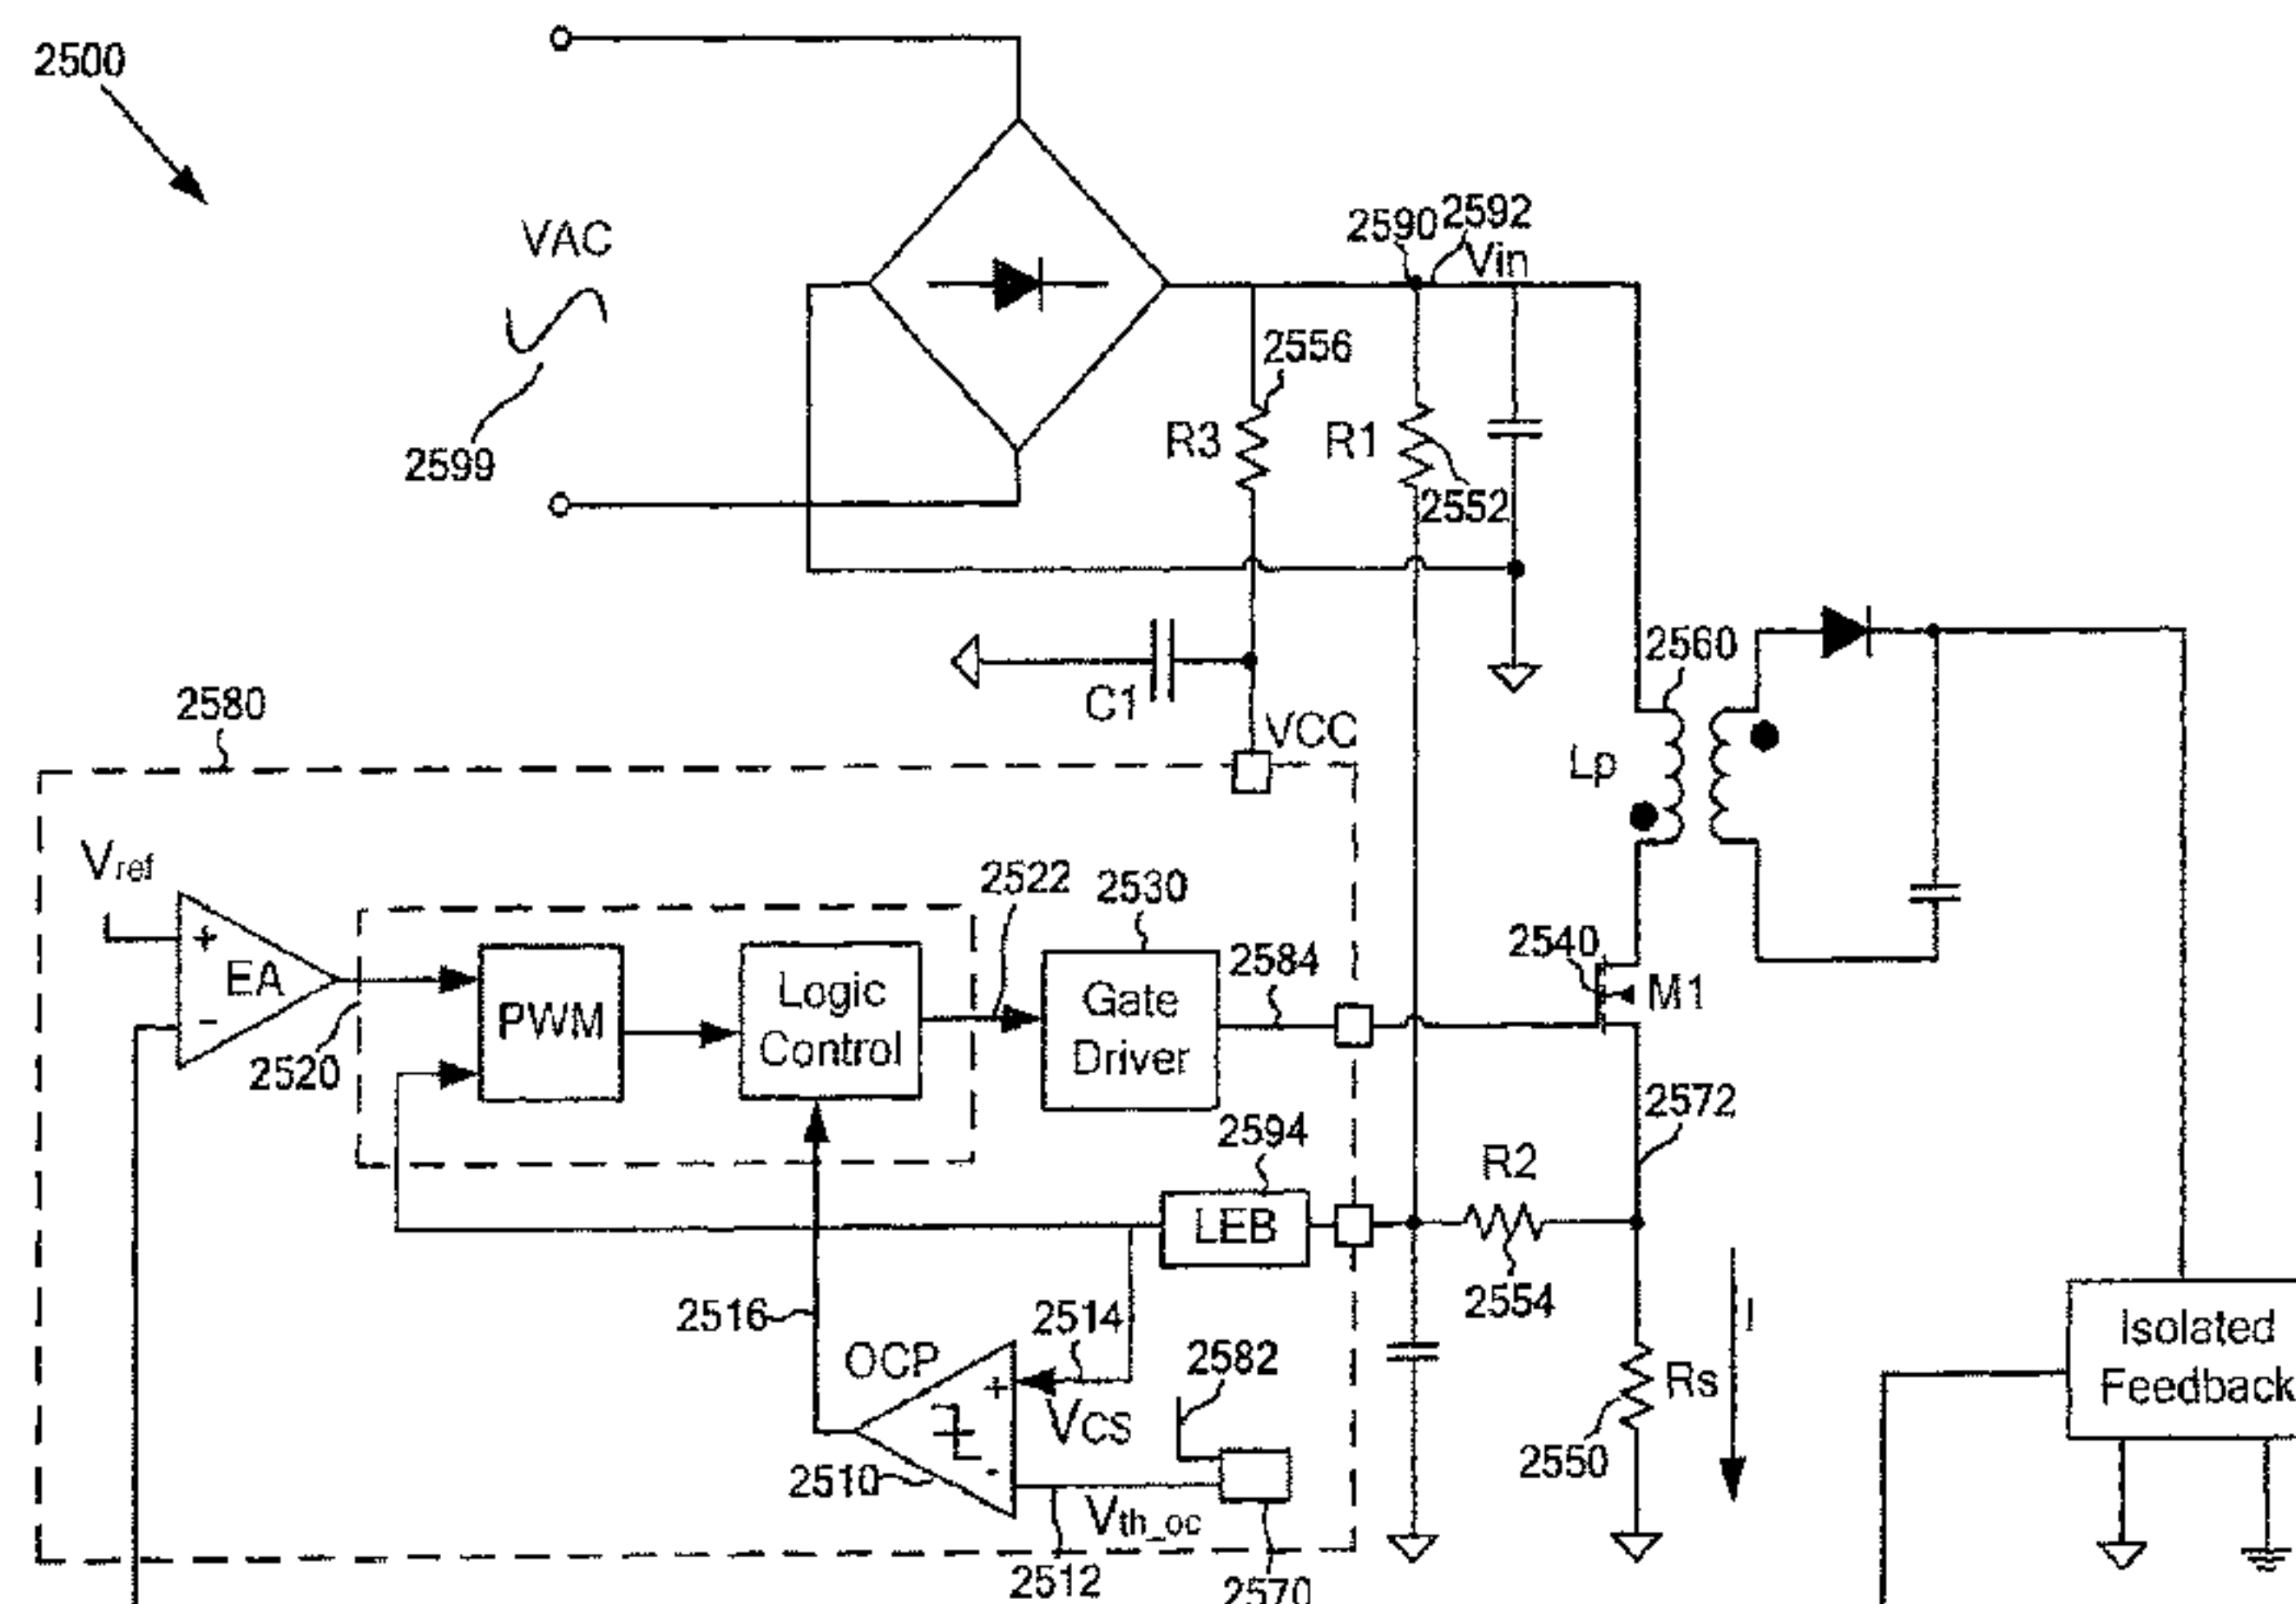 2500
VAC
2599
2590
2592
Vin
2556
R3
R1
2552
C1
VCC
2560
Lp
2580
Vref
+
EA
-
2520
PWM
Logic
Control
2522
2530
Gate
Driver
2584
2540
M1
2572
2594
LEB
R2
2554
2516
OCP
2514
+
VCS
2582
-
2510
Vth_oc
2512
2570
Rs
2550
I
Isolated
Feedback